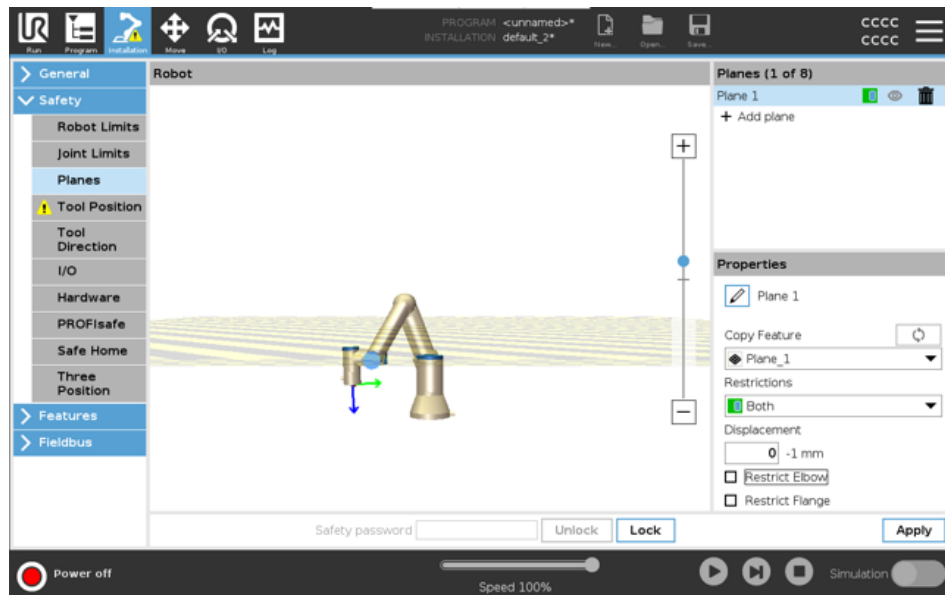 UR
PROGRAM <unnamed>*
INSTALLATION default_2*
CCCC
CCCC
Run
Program
Installation
Move
I/O
Log
New...
Open...
Save...
General
Safety
Robot Limits
Joint Limits
Planes
Tool Position
Tool
Direction
I/O
Hardware
PROFIsafe
Safe Home
Three
Position
Features
Fieldbus
Robot
Safety password
Unlock
Lock
Planes (1 of 8)
Plane 1
+ Add plane
Properties
Plane 1
Copy Feature
Plane_1
Restrictions
Both
Displacement
0 -1 mm
Restrict Elbow
Restrict Flange
Apply
Power off
Speed 100%
Simulation